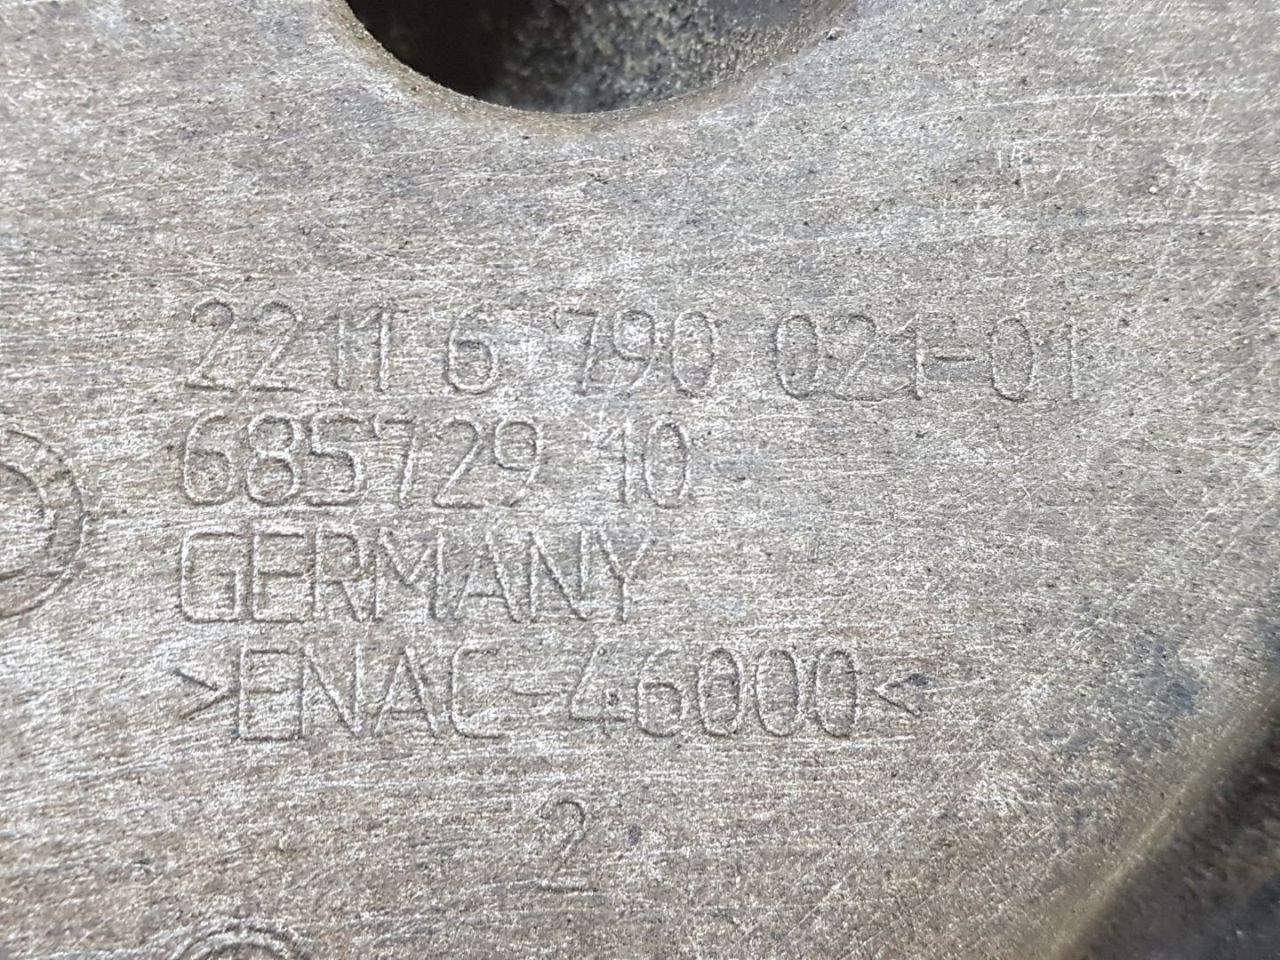 2211 6 790 021-01
685729 10
GERMANY
>ENAC-46000<
2